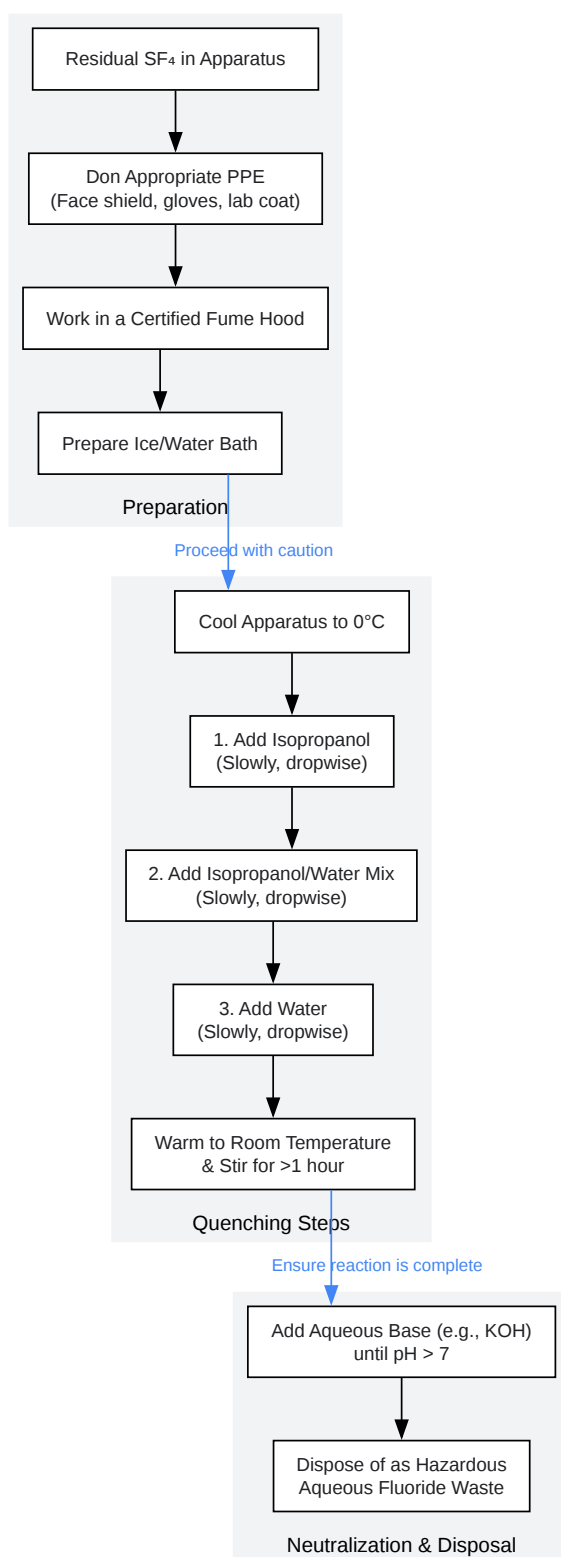 Residual SF₄ in Apparatus
Don Appropriate PPE
(Face shield, gloves, lab coat)
Work in a Certified Fume Hood
Prepare Ice/Water Bath
Preparation
Proceed with caution
Cool Apparatus to 0°C
1. Add Isopropanol
(Slowly, dropwise)
2. Add Isopropanol/Water Mix
(Slowly, dropwise)
3. Add Water
(Slowly, dropwise)
Warm to Room Temperature
& Stir for >1 hour
Quenching Steps
Ensure reaction is complete
Add Aqueous Base (e.g., KOH)
until pH > 7
Dispose of as Hazardous
Aqueous Fluoride Waste
Neutralization & Disposal